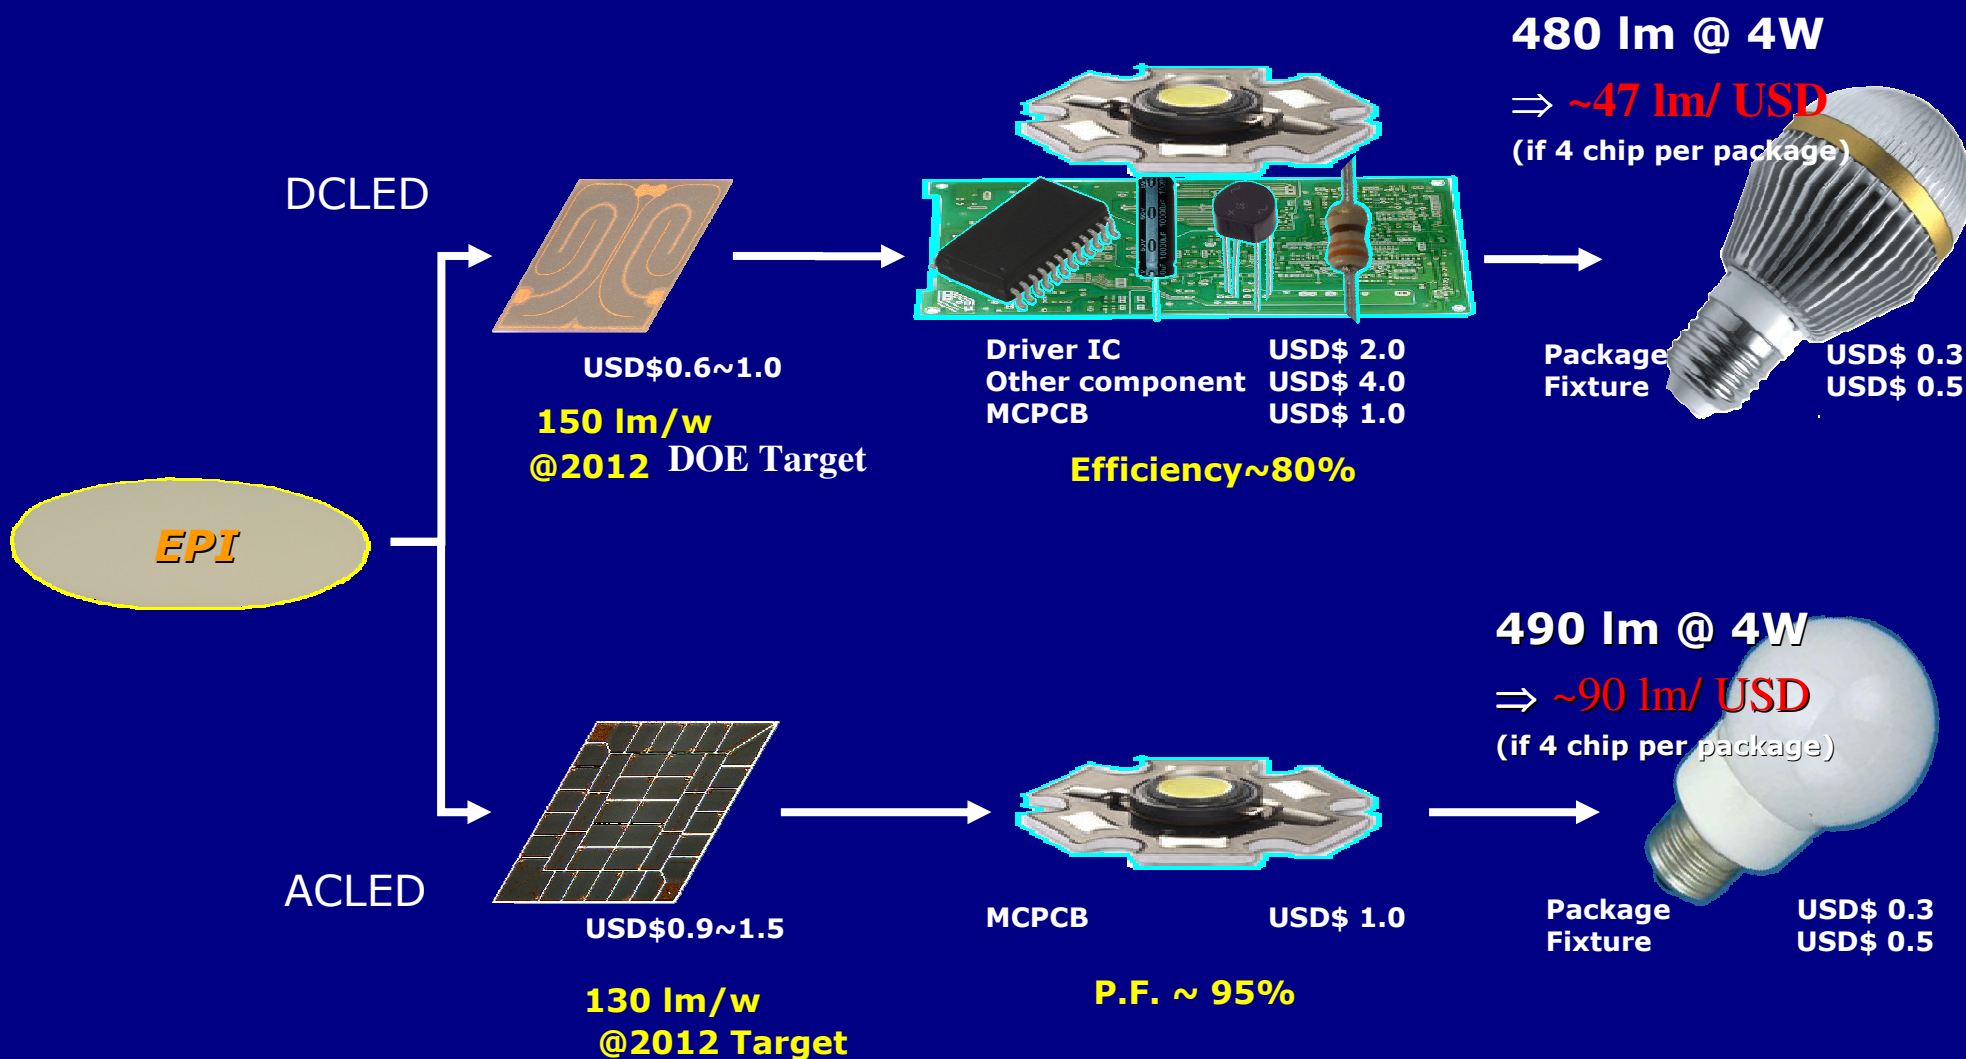 480 lm @ 4W
⇒ ~47 lm/ USD
(if 4 chip per package)
DCLED
USD$0.6~1.0
150 lm/w
@2012 DOE Target
Driver IC USD$ 2.0
Other component USD$ 4.0
MCPCB USD$ 1.0
Efficiency~80%
Package USD$ 0.3
Fixture USD$ 0.5
EPI
490 lm @ 4W
⇒ ~90 lm/ USD
(if 4 chip per package)
ACLED
USD$0.9~1.5
130 lm/w
@2012 Target
MCPCB USD$ 1.0
P.F. ~ 95%
Package USD$ 0.3
Fixture USD$ 0.5